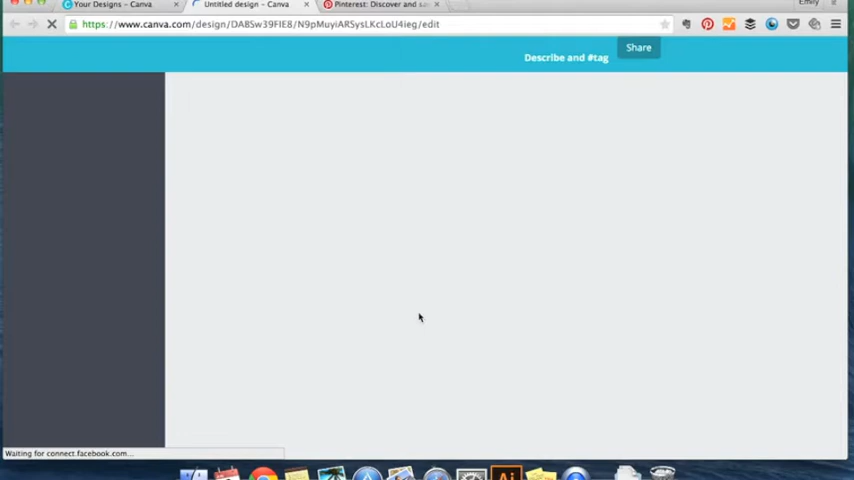 Your Designs – Canva
Untitled design – Canva
Pinterest: Discover and sa
Emily
https://www.canva.com/design/DABSw39FIE8/N9pMuyiARSysLKcLoU4ieg/edit
Share
Describe and #tag
Waiting for connect.facebook.com...
Ai